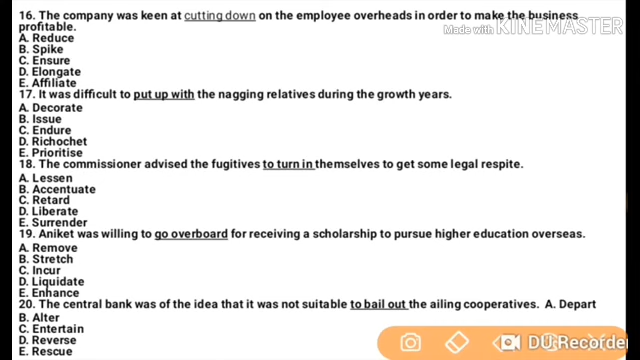 16. The company was keen at cutting down on the employee overheads in order to make the business
profitable.
Made with KINEMASTER
A. Reduce
B. Spike
C. Ensure
D. Elongate
E. Affiliate
17. It was difficult to put up with the nagging relatives during the growth years.
A. Decorate
B. Issue
C. Endure
D. Richochet
E. Prioritise
18. The commissioner advised the fugitives to turn in themselves to get some legal respite.
A. Lessen
B. Accentuate
C. Retard
D. Liberate
E. Surrender
19. Aniket was willing to go overboard for receiving a scholarship to pursue higher education overseas.
A. Remove
B. Stretch
C. Incur
D. Liquidate
E. Enhance
20. The central bank was of the idea that it was not suitable to bail out the ailing cooperatives. A. Depart
B. Alter
C. Entertain
D. Reverse
E. Rescue
DU Recorder